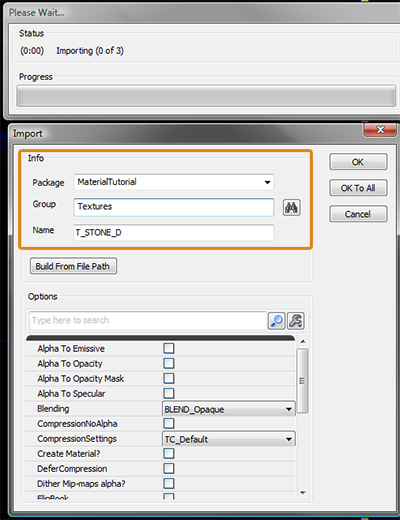 Please Wait...
Status
(0:00) Importing (0 of 3)
Progress
Import
Info
Package MaterialTutorial
Group Textures
Name T_STONE_D
OK
OK To All
Cancel
Build From File Path
Options
Type here to search
Alpha To Emissive
Alpha To Opacity
Alpha To Opacity Mask
Alpha To Specular
Blending BLEND_Opaque
CompressionNoAlpha
CompressionSettings TC_Default
Create Material?
DeferCompression
Dither Mip-maps alpha?
FlipBook